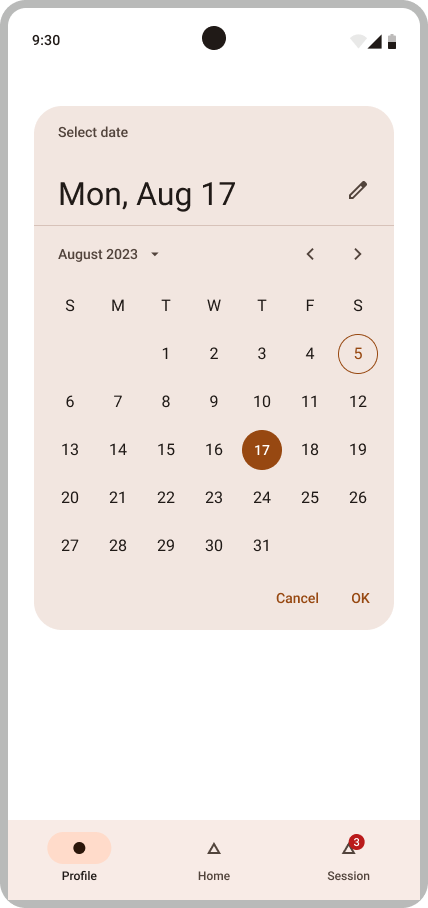 9:30
Select date
Mon, Aug 17
August 2023
S M T W T F S
1 2 3 4 5
6 7 8 9 10 11 12
13 14 15 16 17 18 19
20 21 22 23 24 25 26
27 28 29 30 31
Cancel OK
3
Profile Home Session